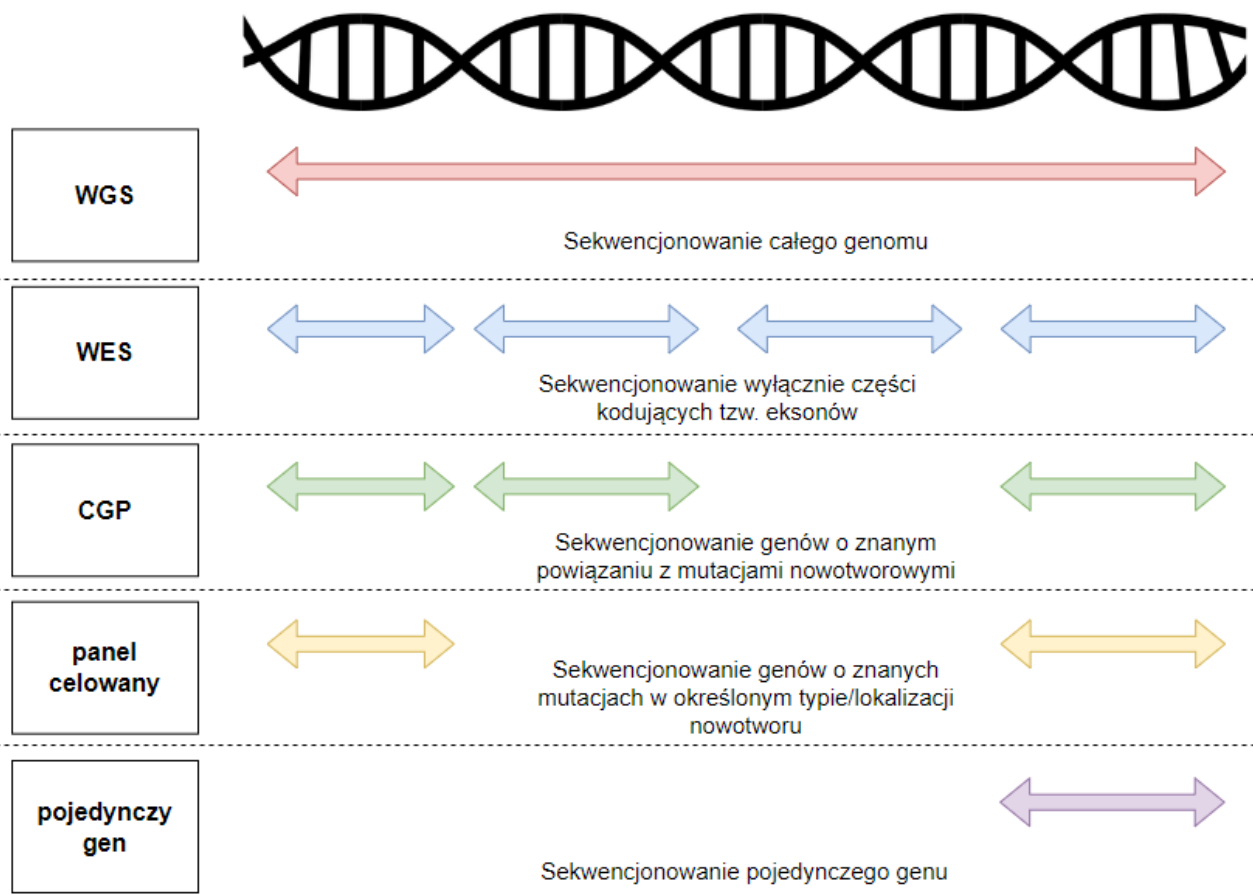 WGS
Sekwencjonowanie całego genomu
WES
Sekwencjonowanie wyłącznie części
kodujących tzw. eksonów
CGP
Sekwencjonowanie genów o znanym
powiązaniu z mutacjami nowotworowymi
panel
celowany
Sekwencjonowanie genów o znanych
mutacjach w określonym typie/lokalizacji
nowotworu
pojedynczy
gen
Sekwencjonowanie pojedynczego genu